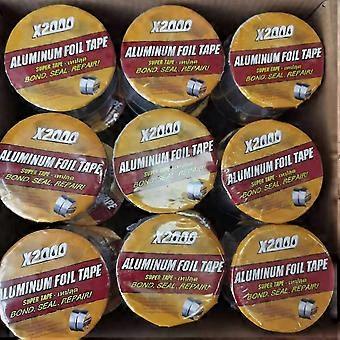 X2000
ALUMINUM FOIL TAPE
SUPER TAPE -
BOND. SEAL. REPAIR!
X2000
ALUMINUM FOIL TAPE
SUPER TAPE -
BOND. SEAL. REPAIR!
X2000
ALUMINUM FOIL TAPE
SUPER TAPE -
BOND. SEAL. REPAIR!
X2000
ALUMINUM FOIL TAPE
SUPER TAPE -
BOND. SEAL. REPAIR!
X2000
ALUMINUM FOIL TAPE
SUPER TAPE -
BOND. SEAL. REPAIR!
X2000
ALUMINUM FOIL TAPE
SUPER TAPE -
BOND. SEAL. REPAIR!
X2000
ALUMINUM FOIL TAPE
SUPER TAPE -
BOND. SEAL. REPAIR!
X2000
ALUMINUM FOIL TAPE
SUPER TAPE -
BOND. SEAL. REPAIR!
X2000
ALUMINUM FOIL TAPE
SUPER TAPE -
BOND. SEAL. REPAIR!